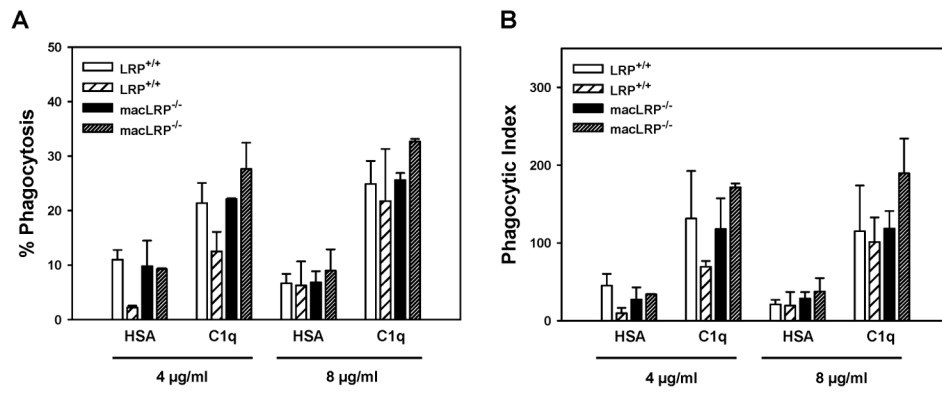 A
% Phagocytosis
50
40
30
20
10
0
LRP+/+
LRP+/+
macLRP-/-
macLRP-/-
HSA C1q HSA C1q
4 µg/ml 8 µg/ml
B
Phagocytic Index
300
200
100
0
LRP+/+
LRP+/+
macLRP-/-
macLRP-/-
HSA C1q HSA C1q
4 µg/ml 8 µg/ml